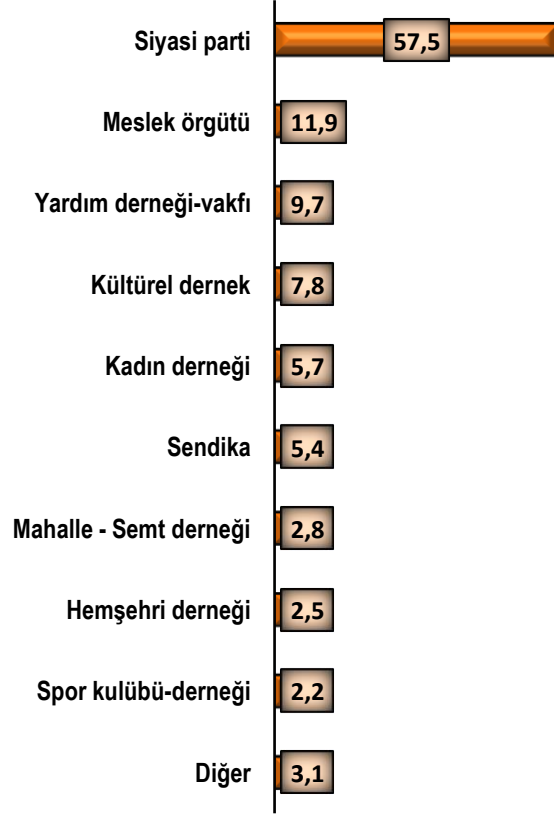 Siyasi parti 57,5
Meslek örgütü 11,9
Yardım derneği-vakfı 9,7
Kültürel dernek 7,8
Kadın derneği 5,7
Sendika 5,4
Mahalle - Semt derneği 2,8
Hemşehri derneği 2,5
Spor kulübü-derneği 2,2
Diğer 3,1